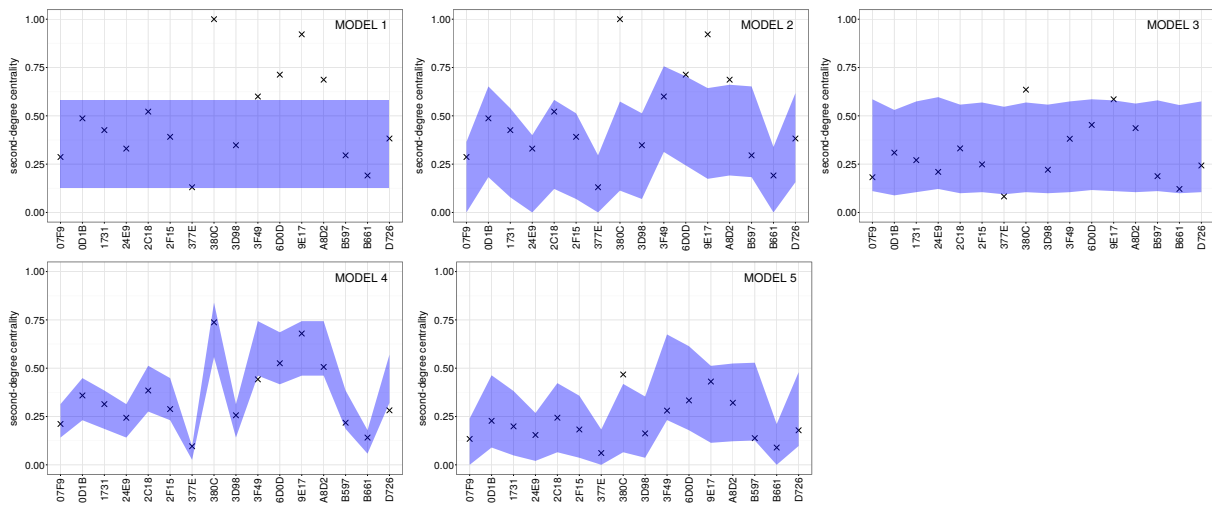 MODEL 1
second-degree centrality
1.00
0.75
0.50
0.25
0.00
07F9
0D1B
1731
24E9
2C18
2F15
377E
380C
3D98
3F49
6D0D
9E17
A8D2
B597
B661
D726
MODEL 2
second-degree centrality
1.00
0.75
0.50
0.25
0.00
07F9
0D1B
1731
24E9
2C18
2F15
377E
380C
3D98
3F49
6D0D
9E17
A8D2
B597
B661
D726
MODEL 3
second-degree centrality
1.00
0.75
0.50
0.25
0.00
07F9
0D1B
1731
24E9
2C18
2F15
377E
380C
3D98
3F49
6D0D
9E17
A8D2
B597
B661
D726
MODEL 4
second-degree centrality
1.00
0.75
0.50
0.25
0.00
07F9
0D1B
1731
24E9
2C18
2F15
377E
380C
3D98
3F49
6D0D
9E17
A8D2
B597
B661
D726
MODEL 5
second-degree centrality
1.00
0.75
0.50
0.25
0.00
07F9
0D1B
1731
24E9
2C18
2F15
377E
380C
3D98
3F49
6D0D
9E17
A8D2
B597
B661
D726